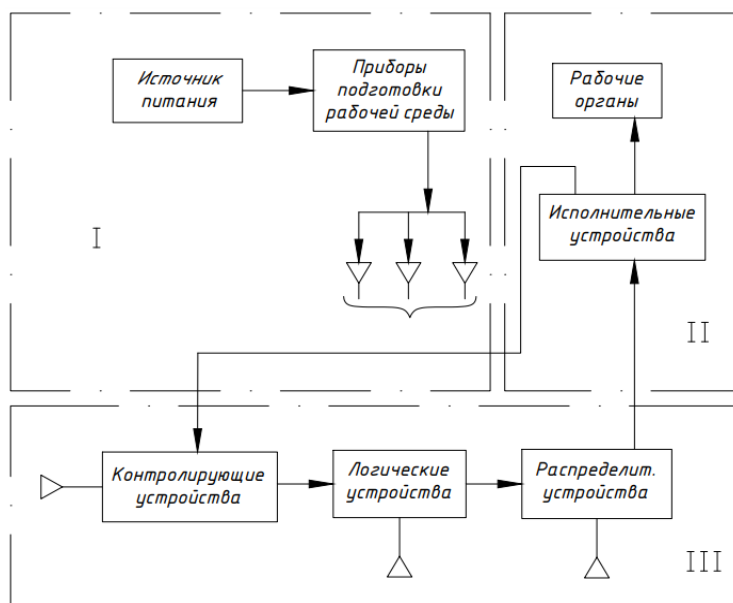 Источник
питания
Приборы
подготовки
рабочей среды
I
Рабочие
органы
Исполнительные
устройства
II
Контролирующие
устройства
Логические
устройства
Распределит.
устройства
III